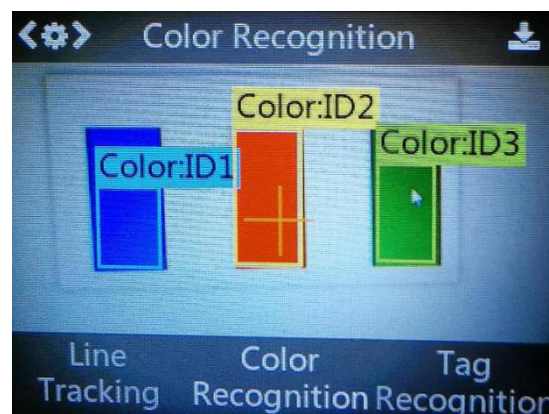 Color Recognition
Color:ID2
Color:ID3
Color:ID1
Line Tracking
Color Recognition
Tag Recognition